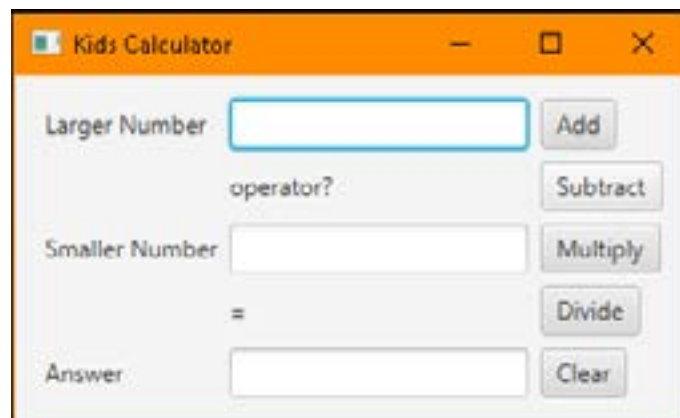 Kids Calculator
Larger Number Add
operator? Subtract
Smaller Number Multiply
= Divide
Answer Clear